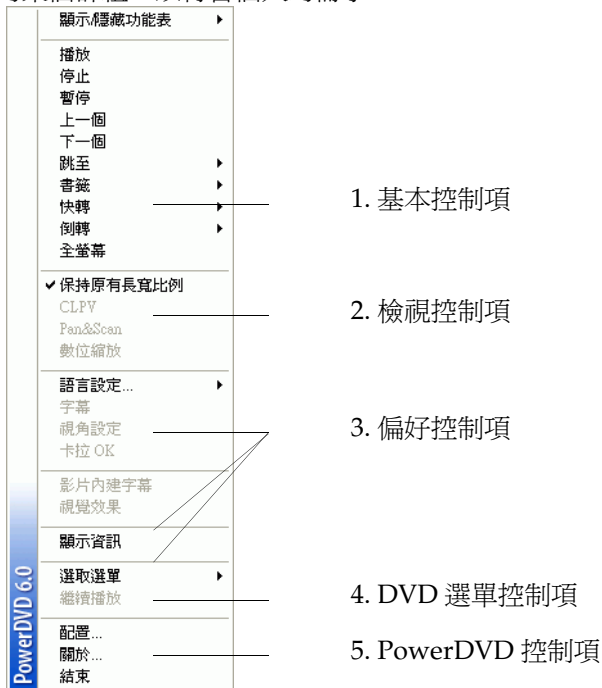 顯示/隱藏功能表
播放
停止
暫停
上一個
下一個
跳至
書籤
快轉
倒轉
全螢幕
保持原有長寬比例
CLPV
Pan&Scan
數位縮放
語言設定...
字幕
視角設定
卡拉 OK
影片內建字幕
視覺效果
顯示資訊
選取選單
繼續播放
配置...
關於...
結束
PowerDVD 6.0
1. 基本控制項
2. 檢視控制項
3. 偏好控制項
4. DVD 選單控制項
5. PowerDVD 控制項